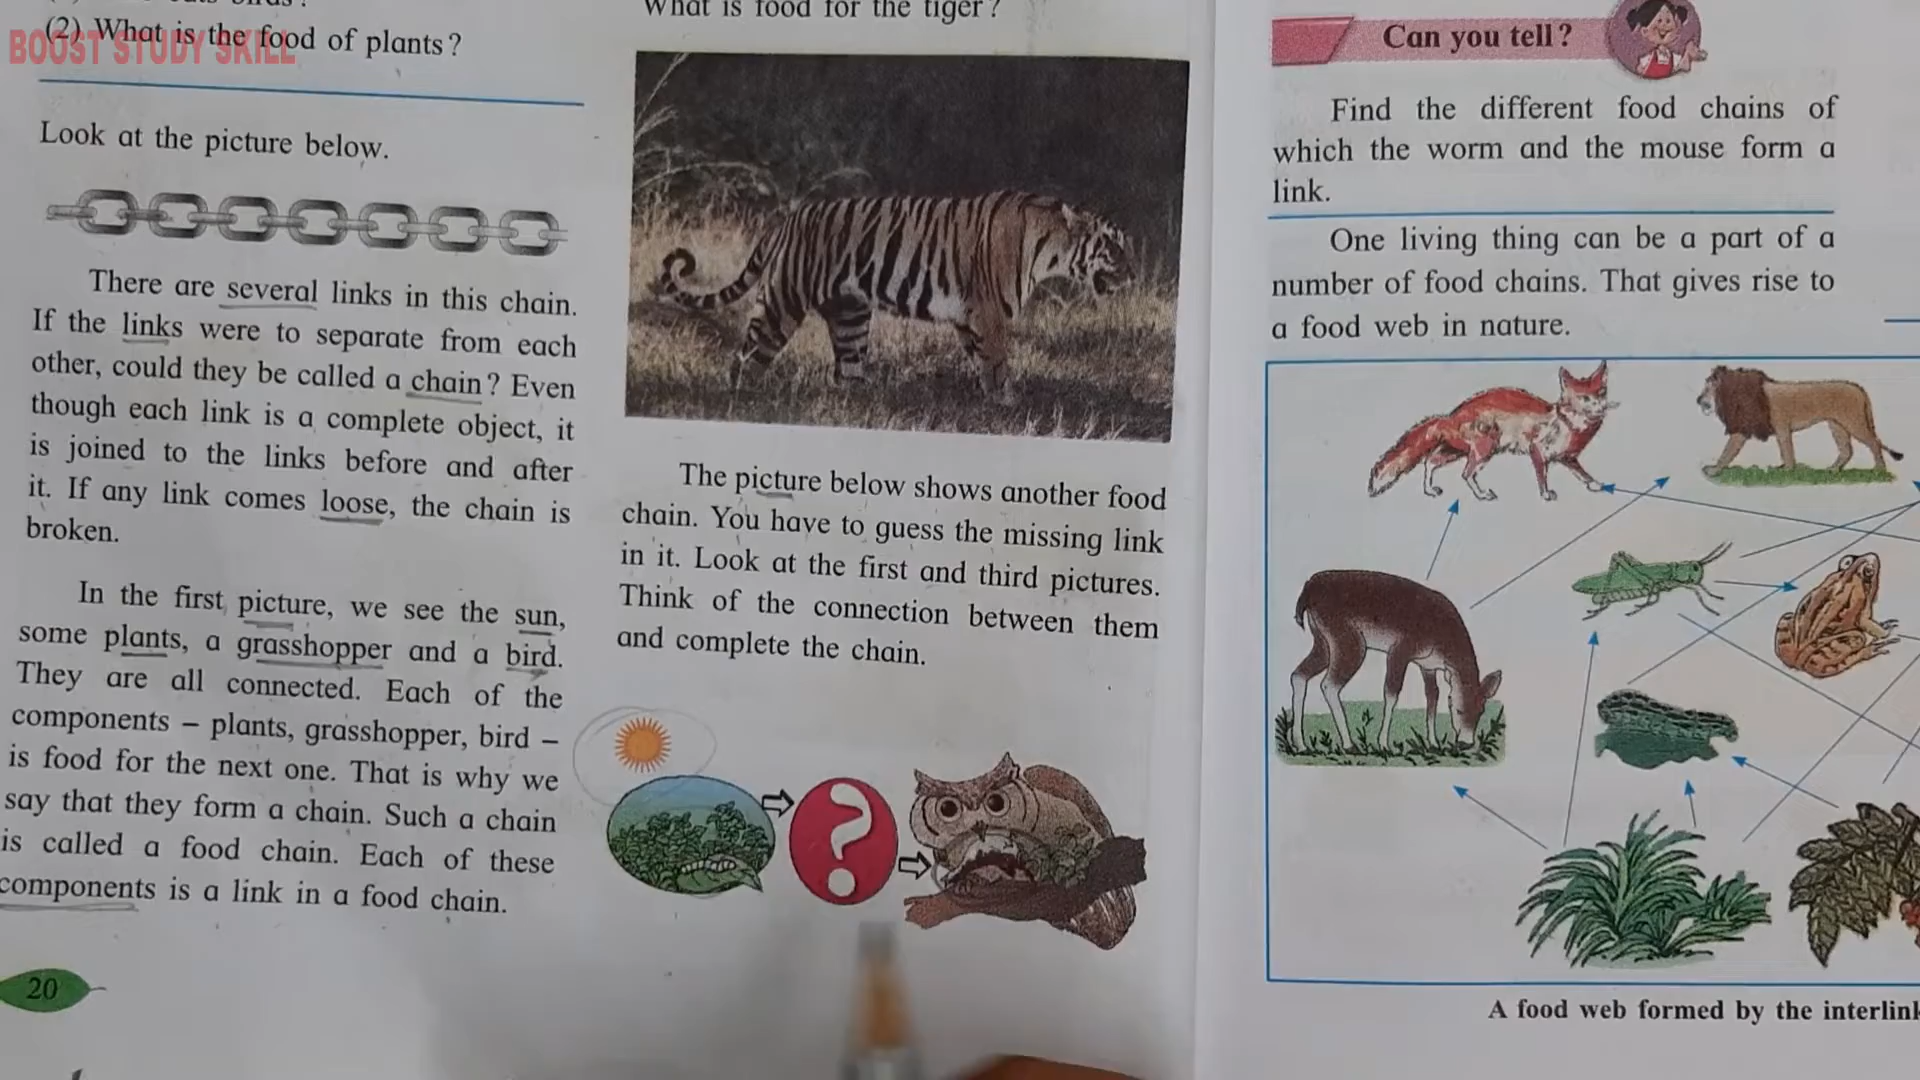 BOOST STUDY SKILL
(2) What is the food of plants?
Look at the picture below.
There are several links in this chain.
If the links were to separate from each
other, could they be called a chain? Even
though each link is a complete object, it
is joined to the links before and after
it. If any link comes loose, the chain is
broken.
In the first picture, we see the sun,
some plants, a grasshopper and a bird.
They are all connected. Each of the
components – plants, grasshopper, bird –
is food for the next one. That is why we
say that they form a chain. Such a chain
is called a food chain. Each of these
components is a link in a food chain.
20
What is food for the tiger?
The picture below shows another food
chain. You have to guess the missing link
in it. Look at the first and third pictures.
Think of the connection between them
and complete the chain.
?
Can you tell?
Find the different food chains of
which the worm and the mouse form a
link.
One living thing can be a part of a
number of food chains. That gives rise to
a food web in nature.
A food web formed by the interlink